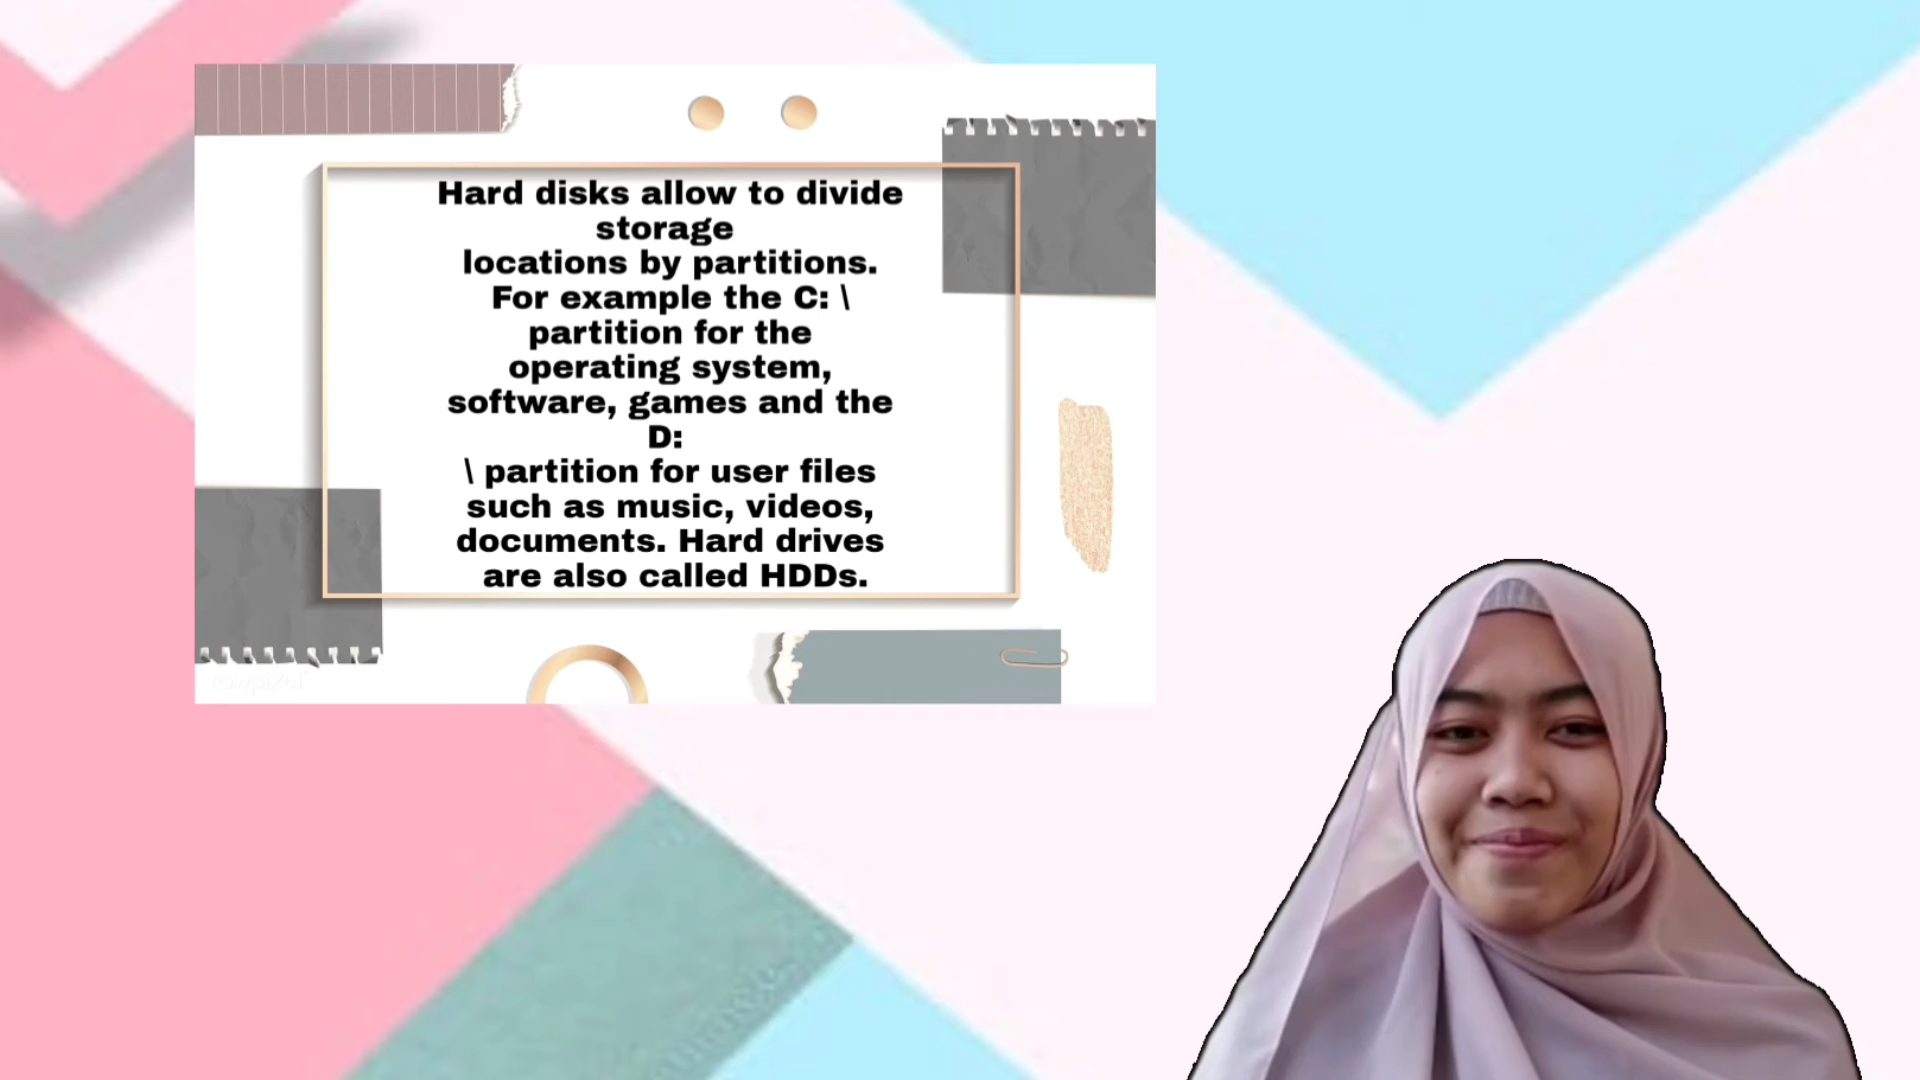 Hard disks allow to divide
storage
locations by partitions.
For example the C: \
partition for the
operating system,
software, games and the
D:
\ partition for user files
such as music, videos,
documents. Hard drives
are also called HDDs.